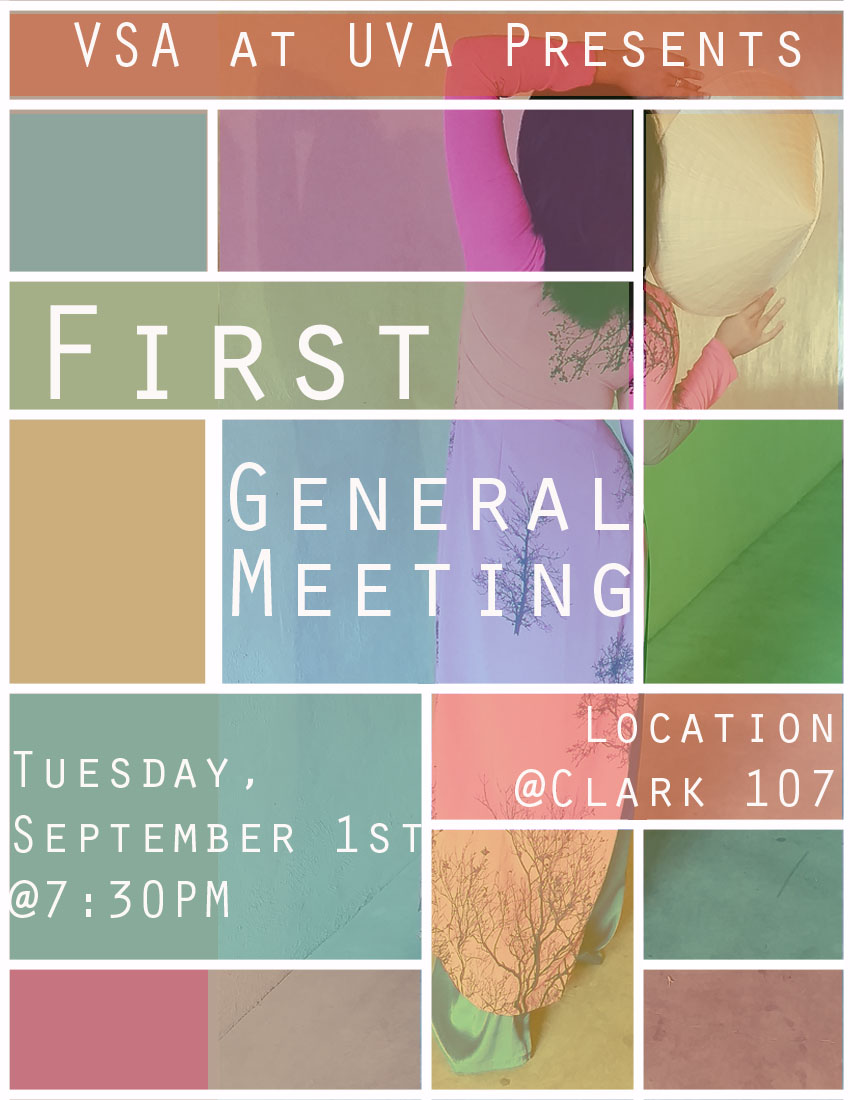 VSA at UVA Presents
First
General
Meeting
Tuesday,
September 1st
@7:30PM
Location
@Clark 107